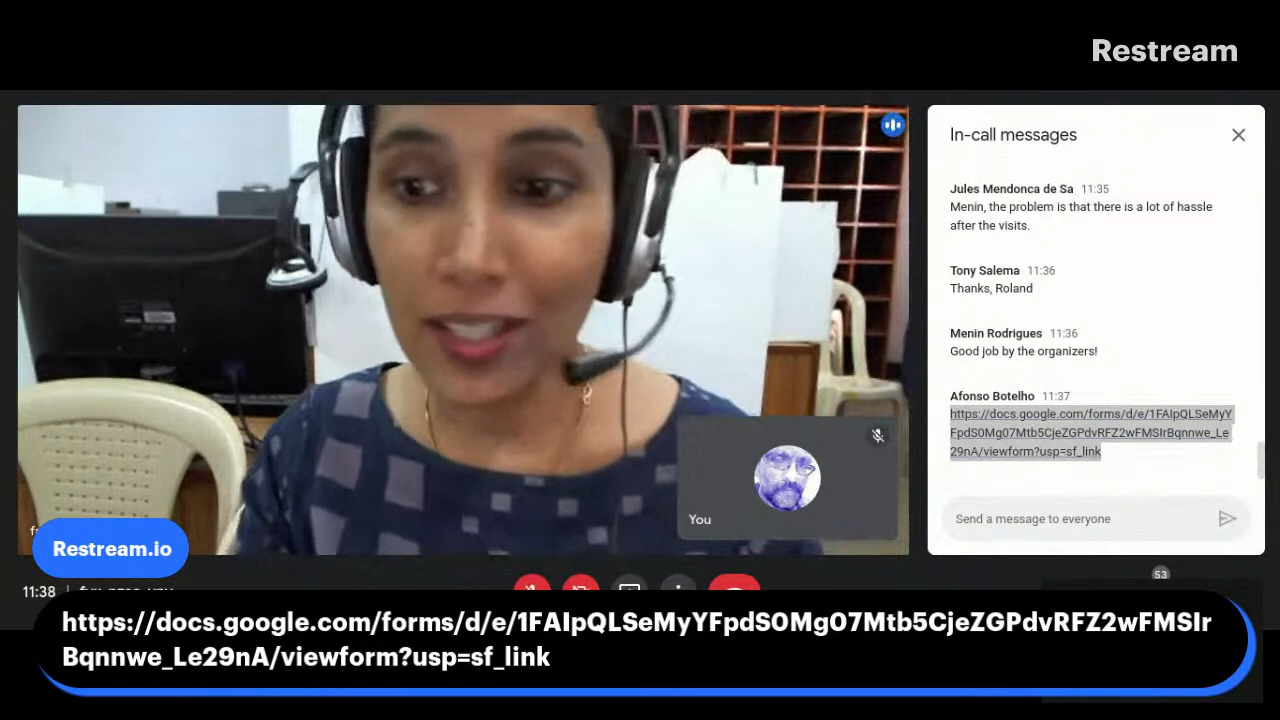 Restream
In-call messages
Jules Mendonca de Sa 11:35
Menin, the problem is that there is a lot of hassle
after the visits.
Tony Salema 11:36
Thanks, Roland
Menin Rodrigues 11:36
Good job by the organizers!
Afonso Botelho 11:37
https://docs.google.com/forms/d/e/1FAIpQLSeMyY
FpdS0Mg07Mtb5CjeZGPdvRFZ2wFMSIrBqnnwe_Le
29nA/viewform?usp=sf_link
Send a message to everyone
You
Restream.io
11:38
53
https://docs.google.com/forms/d/e/1FAIpQLSeMyYFpdS0Mg07Mtb5CjeZGPdvRFZ2wFMSIr
Bqnnwe_Le29nA/viewform?usp=sf_link